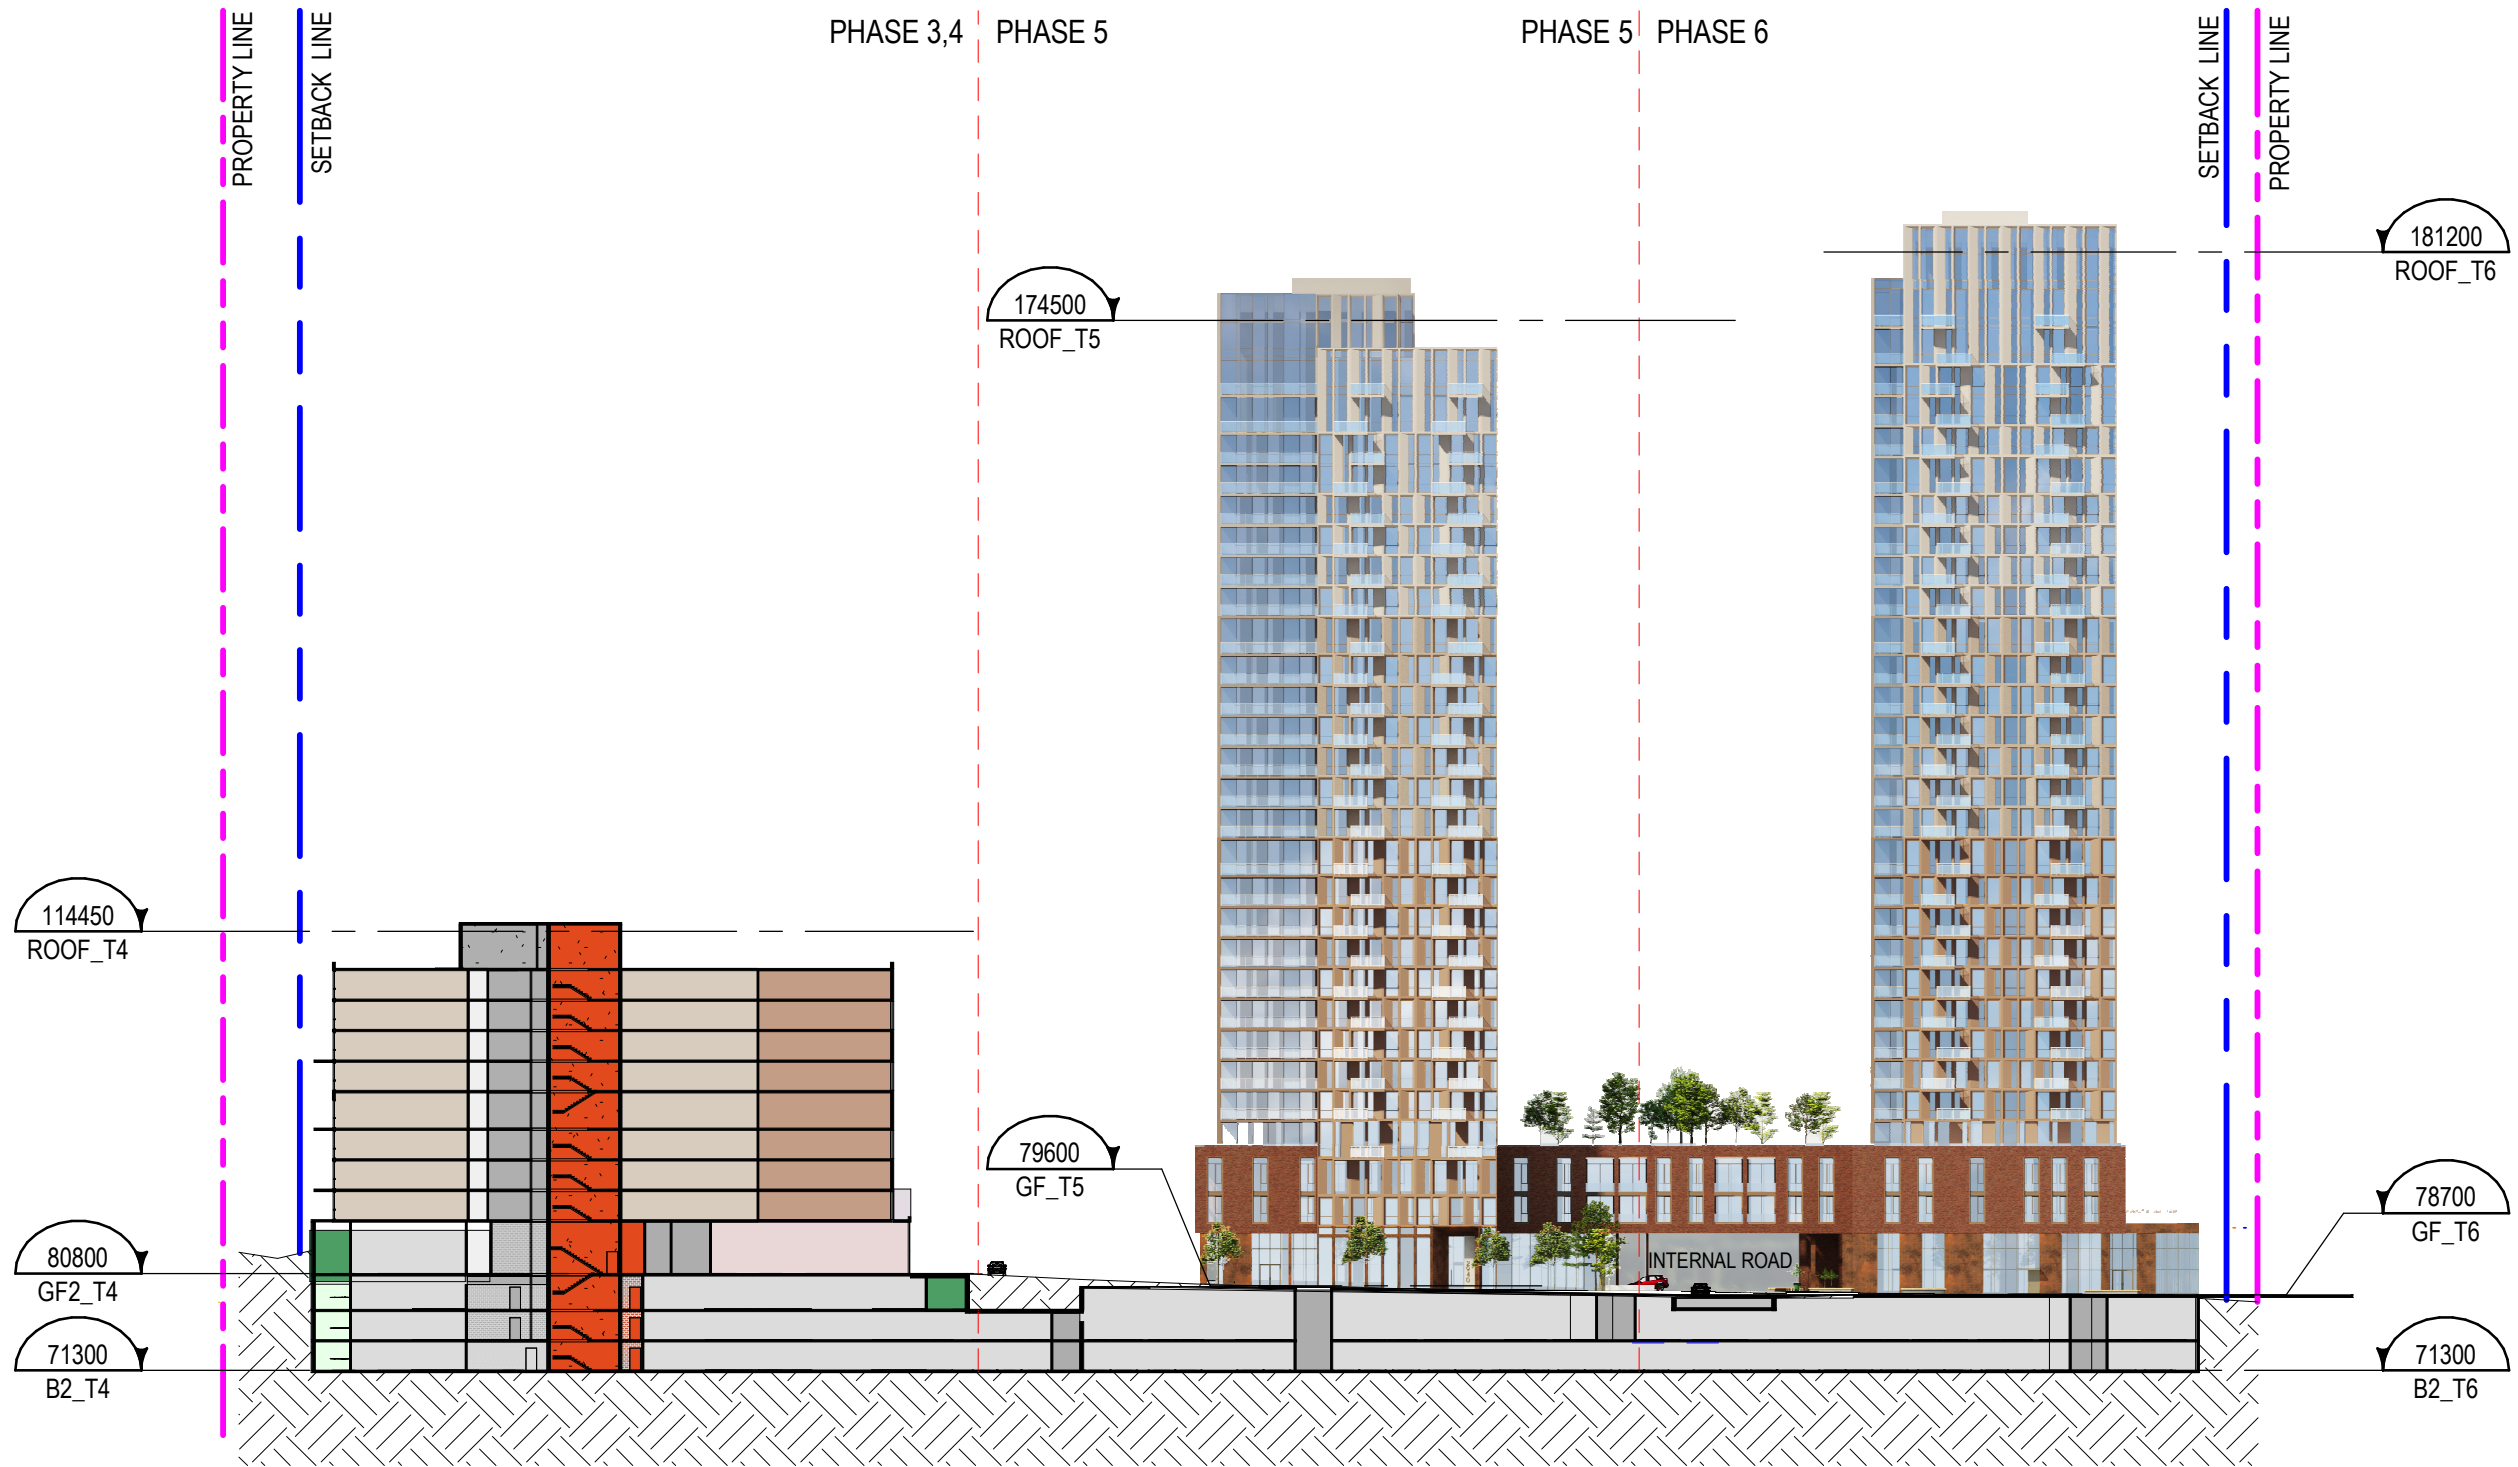 PROPERTY LINE
SETBACK LINE
PHASE 3,4
PHASE 5
PHASE 5
PHASE 6
SETBACK LINE
PROPERTY LINE
181200
ROOF_T6
174500
ROOF_T5
114450
ROOF_T4
79600
GF_T5
78700
GF_T6
80800
GF2_T4
INTERNAL ROAD
71300
B2_T4
71300
B2_T6